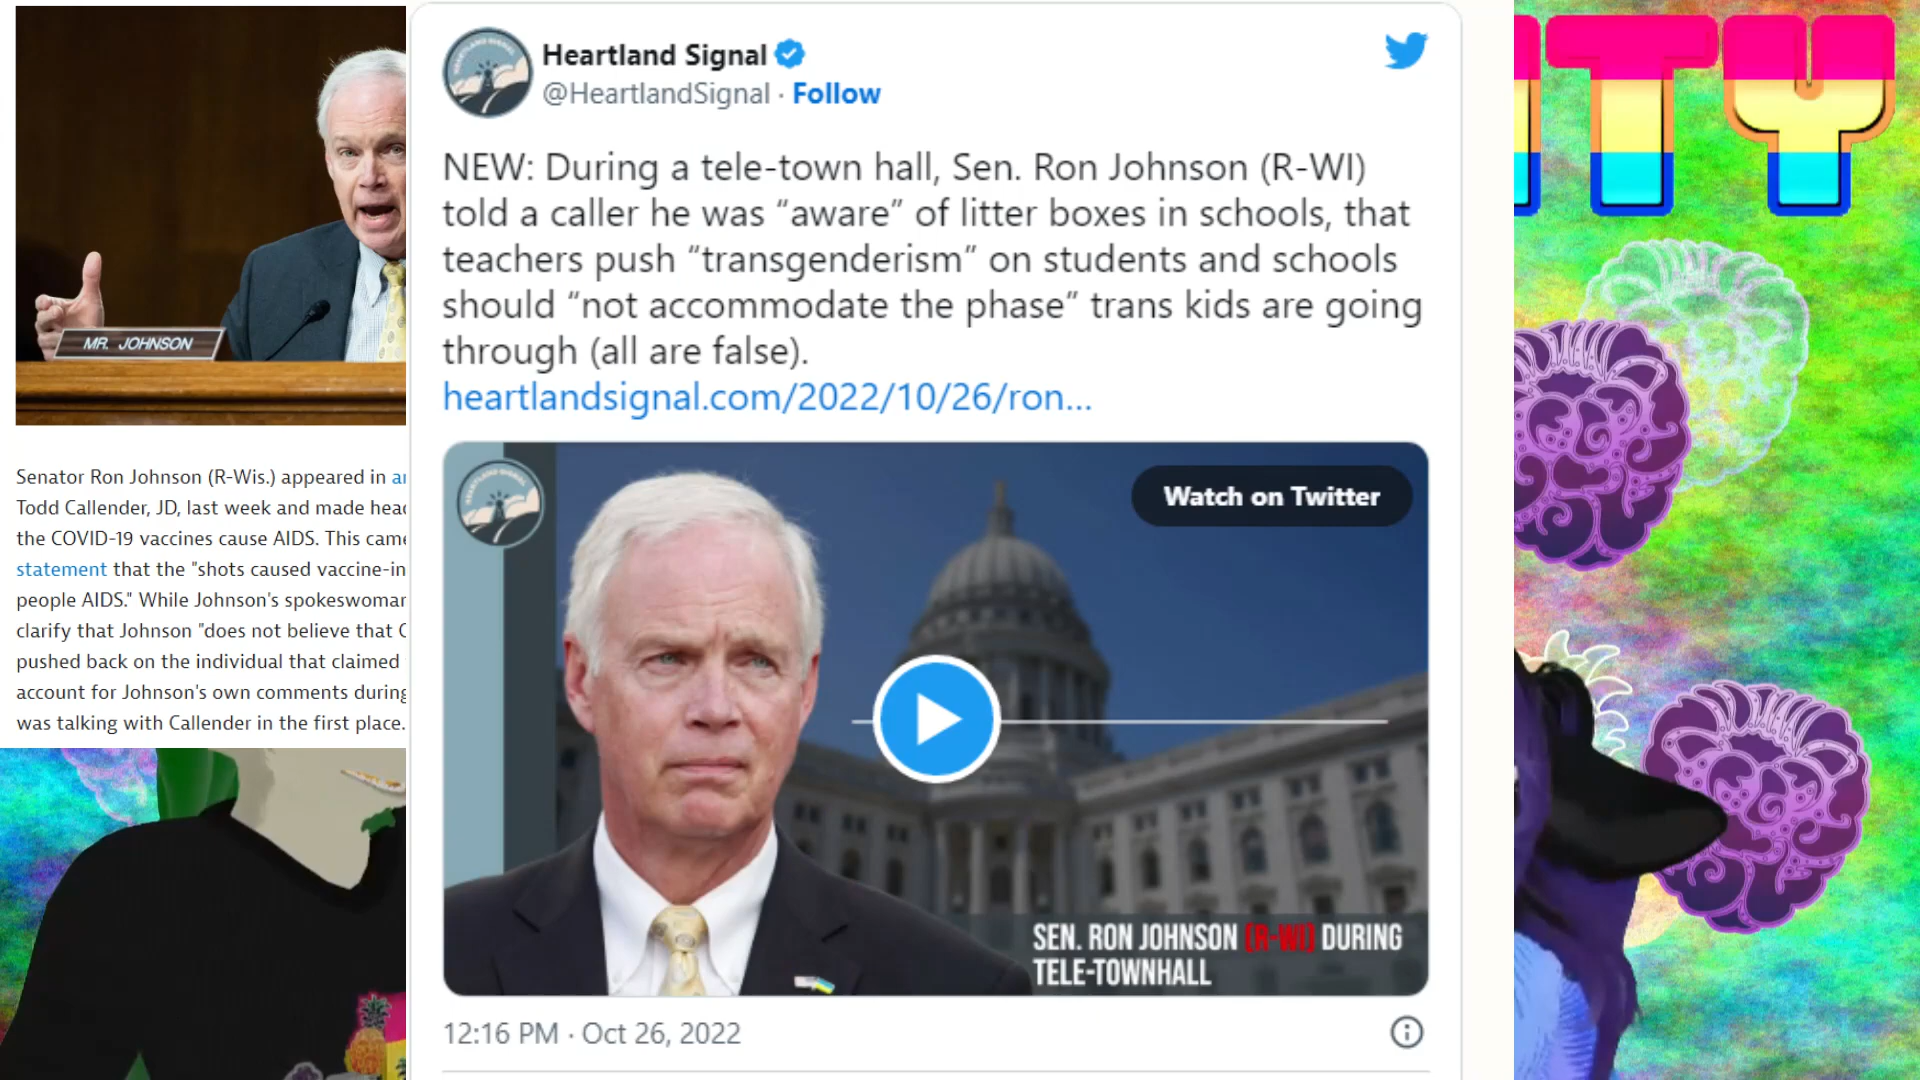 MR. JOHNSON
Senator Ron Johnson (R-Wis.) appeared in
Todd Callender, JD, last week and made
the COVID-19 vaccines cause AIDS. This
statement that the "shots caused
people AIDS." While Johnson's
clarify that Johnson "does not believe that
pushed back on the individual that claimed
account for Johnson's own comments during
was talking with Callender in the first place.
Heartland Signal
@HeartlandSignal · Follow
NEW: During a tele-town hall, Sen. Ron Johnson (R-WI)
told a caller he was “aware” of litter boxes in schools, that
teachers push “transgenderism” on students and schools
should “not accommodate the phase” trans kids are going
through (all are false).
heartlandsignal.com/2022/10/26/ron...
HEARTLAND SIGNAL
Watch on Twitter
SEN. RON JOHNSON (R-WI) DURING
TELE-TOWNHALL
12:16 PM · Oct 26, 2022
TY